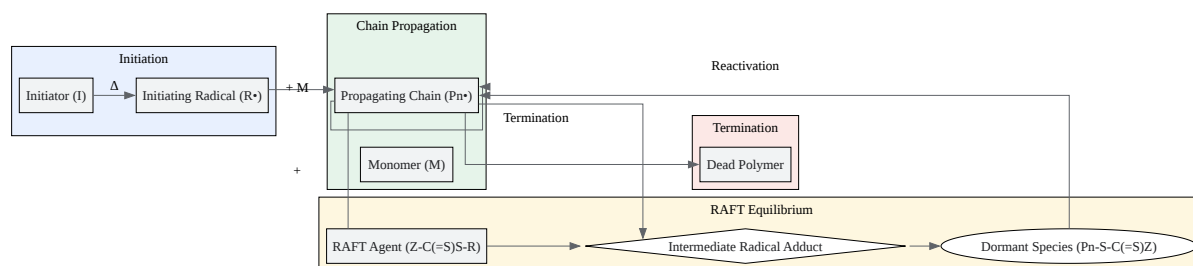 Chain Propagation
Initiation
Initiator (I)
Δ
Initiating Radical (R•)
+ M
Propagating Chain (Pn•)
Reactivation
Termination
Termination
Monomer (M)
Dead Polymer
+
RAFT Equilibrium
RAFT Agent (Z-C(=S)S-R)
Intermediate Radical Adduct
Dormant Species (Pn-S-C(=S)Z)